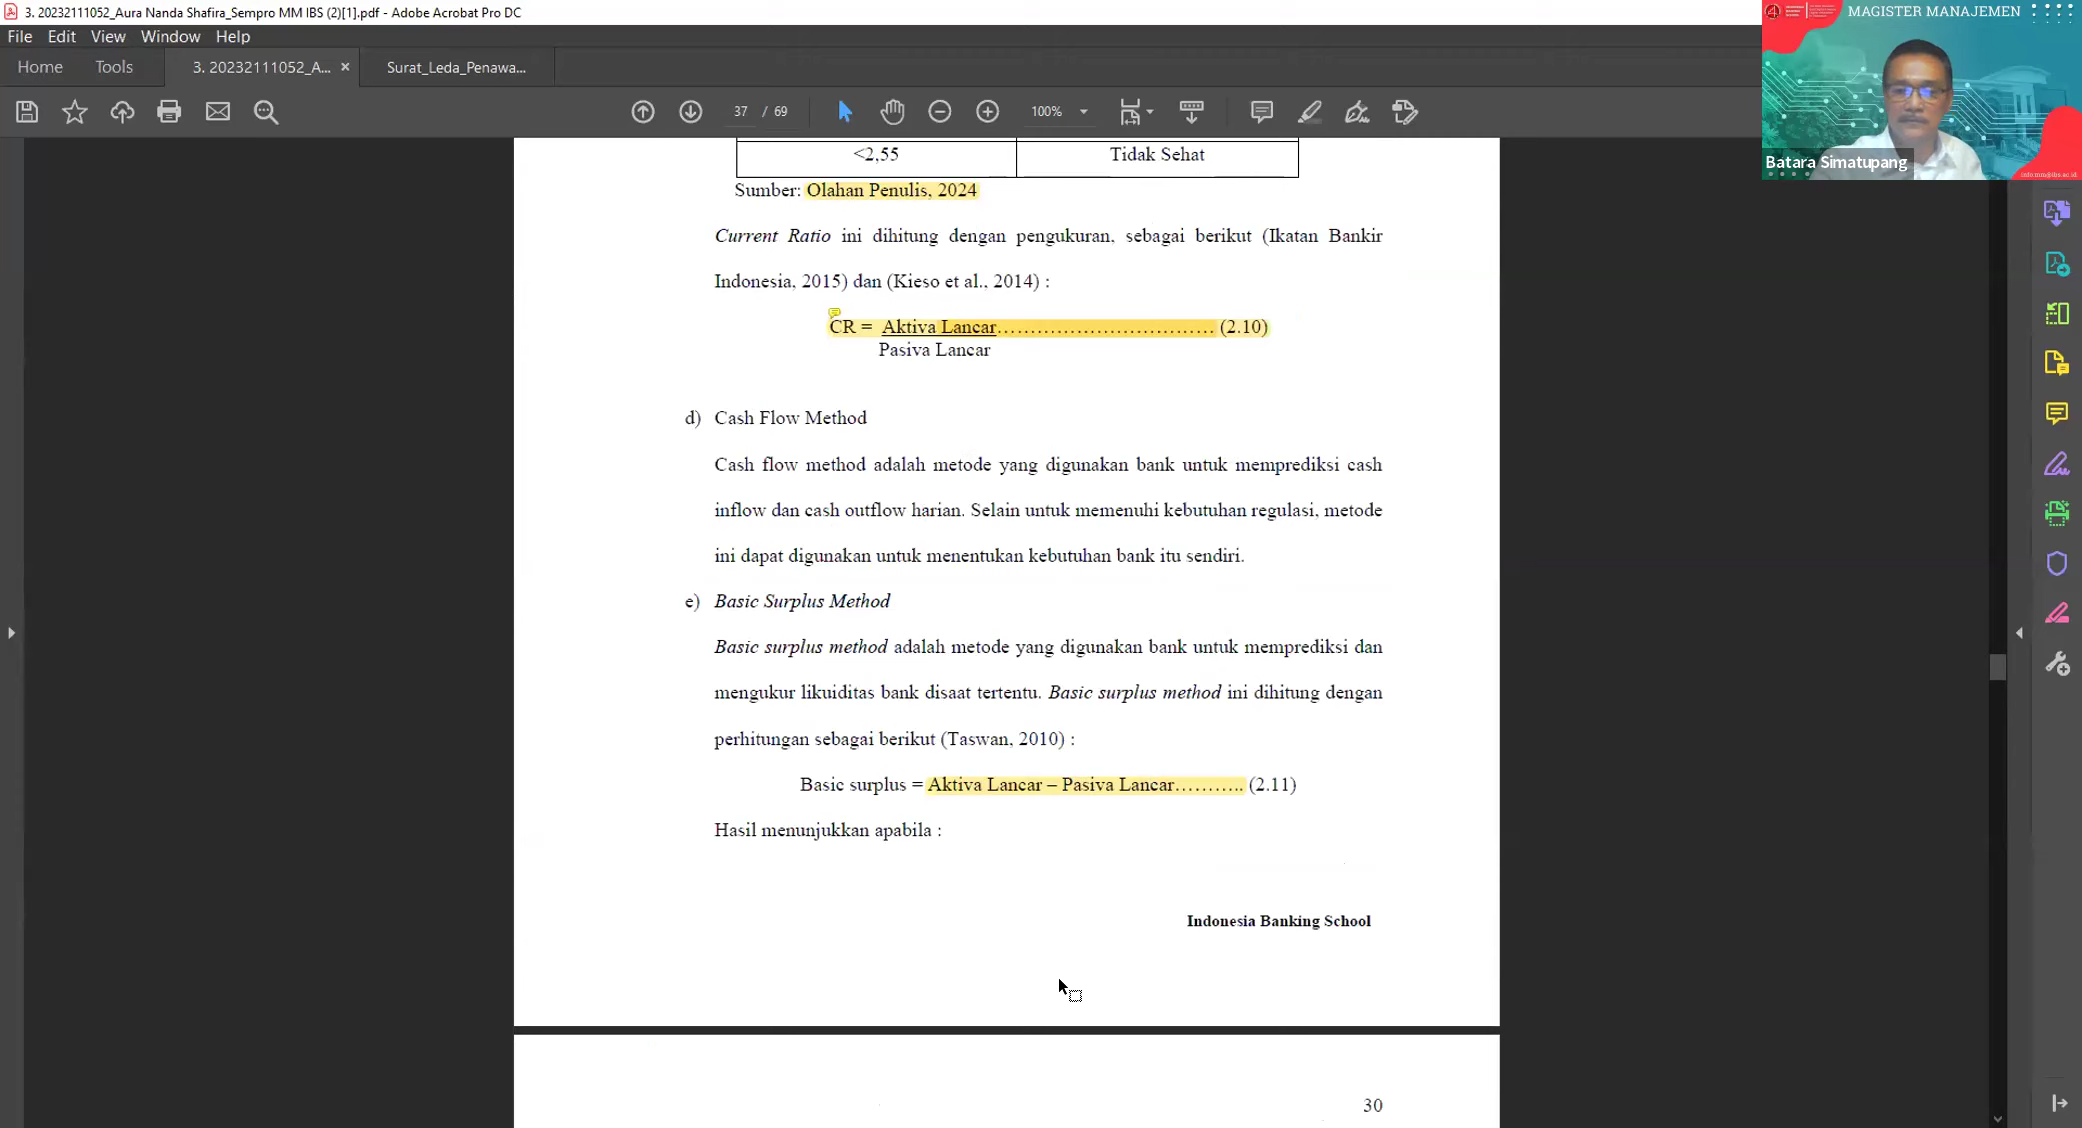 3. 20232111052_Aura Nanda Shafira_Sempro MM IBS (2)[1].pdf - Adobe Acrobat Pro DC
File Edit View Window Help
Home Tools 3. 20232111052_A... × Surat_Leda_Penawa...
37 / 69 100%
MAGISTER MANAJEMEN
Batara Simatupang
<2,55 Tidak Sehat
Sumber: Olahan Penulis, 2024
Current Ratio ini dihitung dengan pengukuran, sebagai berikut (Ikatan Bankir
Indonesia, 2015) dan (Kieso et al., 2014) :
CR = Aktiva Lancar…………………………… (2.10)
Pasiva Lancar
d) Cash Flow Method
Cash flow method adalah metode yang digunakan bank untuk memprediksi cash
inflow dan cash outflow harian. Selain untuk memenuhi kebutuhan regulasi, metode
ini dapat digunakan untuk menentukan kebutuhan bank itu sendiri.
e) Basic Surplus Method
Basic surplus method adalah metode yang digunakan bank untuk memprediksi dan
mengukur likuiditas bank disaat tertentu. Basic surplus method ini dihitung dengan
perhitungan sebagai berikut (Taswan, 2010) :
Basic surplus = Aktiva Lancar – Pasiva Lancar……….. (2.11)
Hasil menunjukkan apabila :
Indonesia Banking School
30